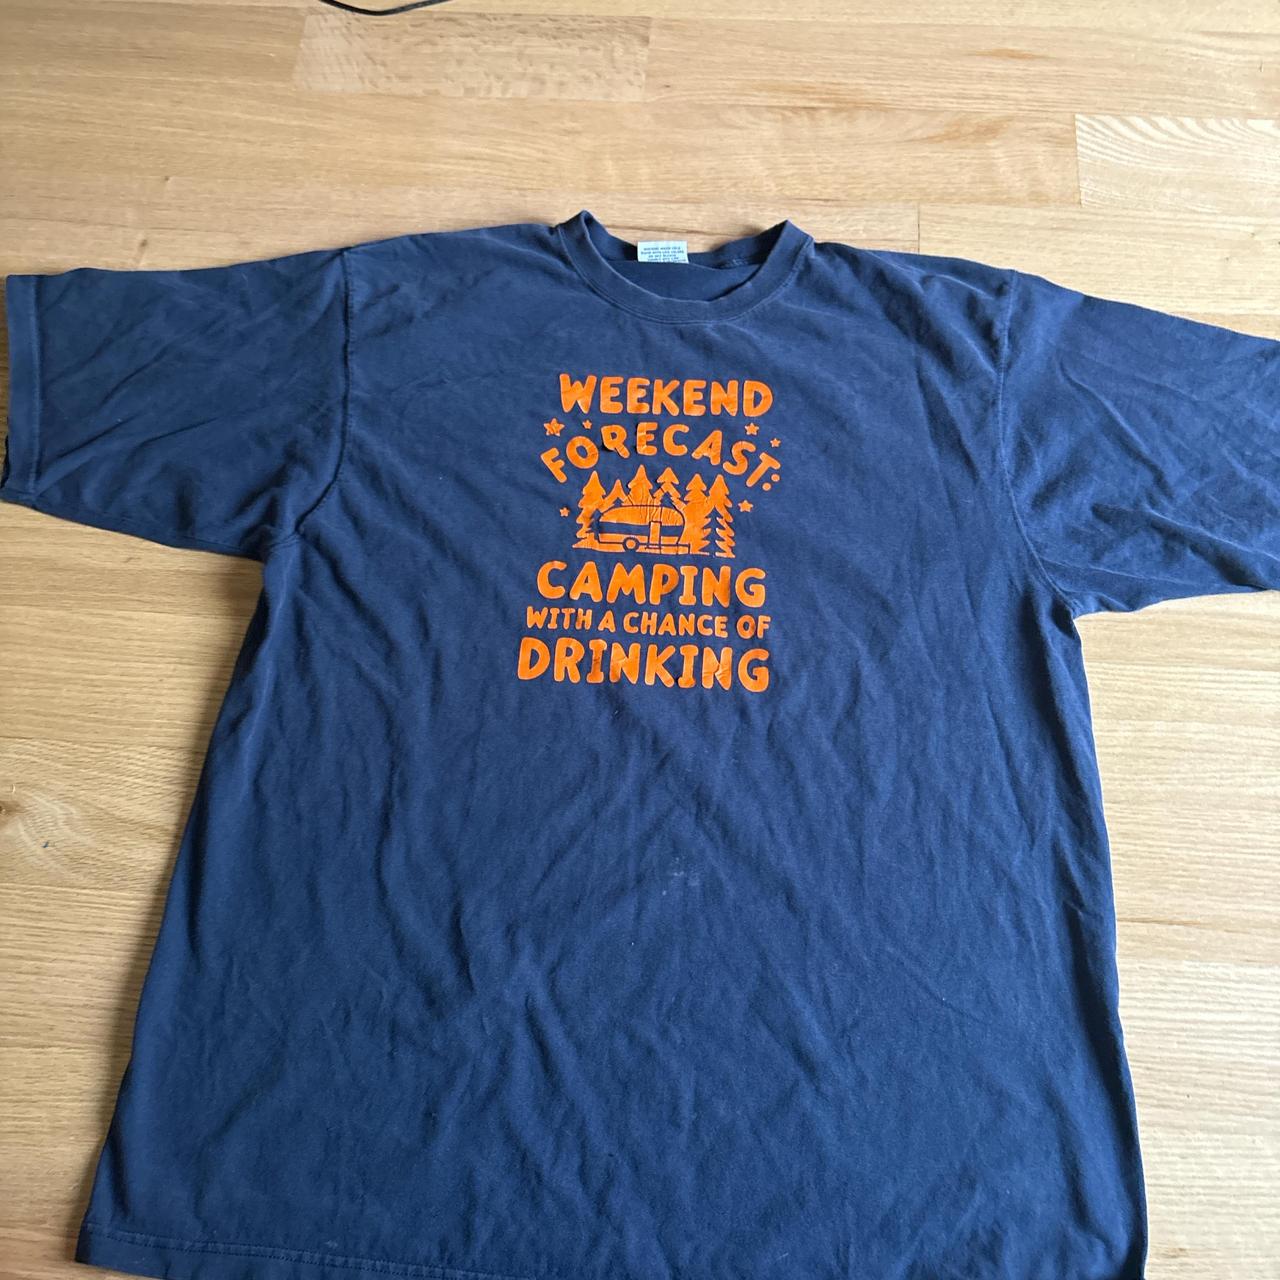 WEEKEND
FORECAST:
CAMPING
WITH A CHANCE OF
DRINKING